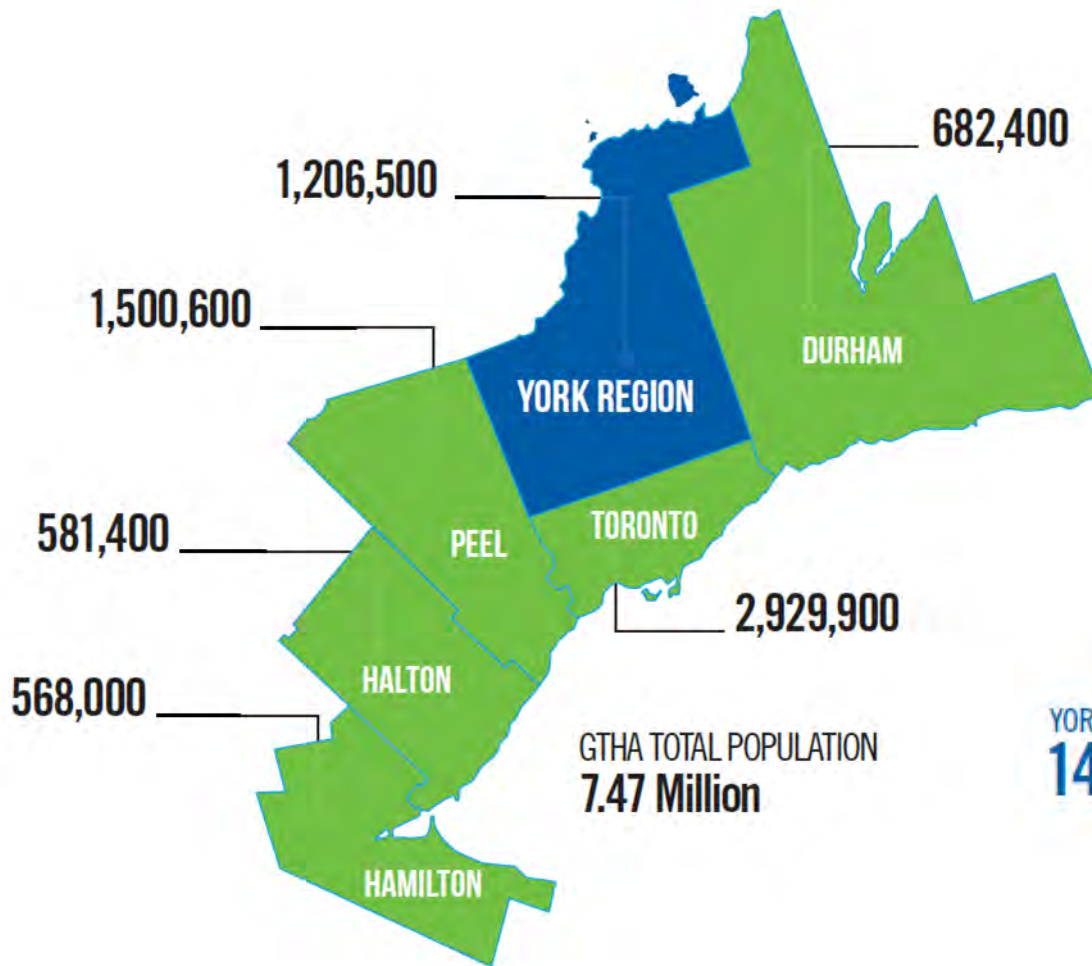 682,400
1,206,500
1,500,600
DURHAM
YORK REGION
581,400
PEEL
TORONTO
2,929,900
HALTON
568,000
GTHA TOTAL POPULATION
7.47 Million
HAMILTON